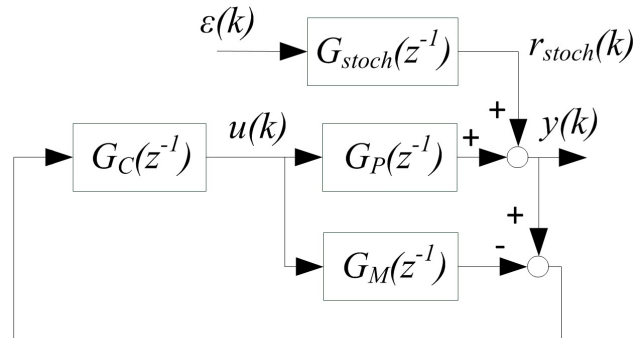 ε(k)
G_stoch(z^-1)
r_stoch(k)
+
G_C(z^-1)
u(k)
G_P(z^-1)
+
y(k)
+
G_M(z^-1)
-